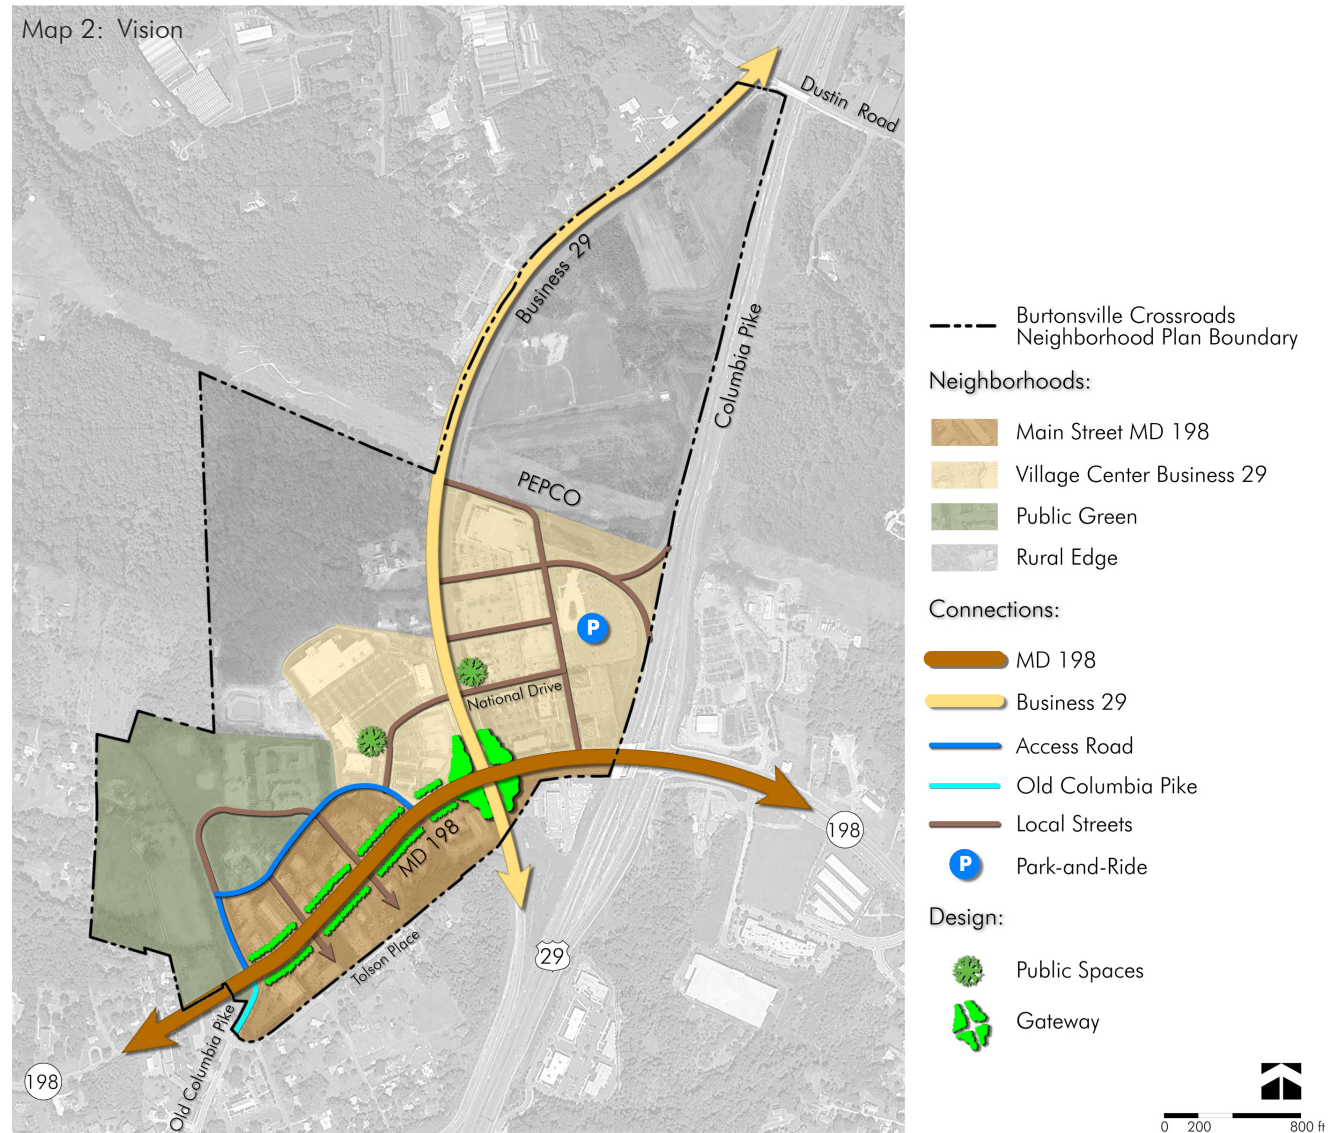 Map 2: Vision
Dustin Road
Business 29
Columbia Pike
PEPCO
P
National Drive
MD 198
198
Tolson Place
29
Old Columbia Pike
198
Burtonsville Crossroads
Neighborhood Plan Boundary
Neighborhoods:
Main Street MD 198
Village Center Business 29
Public Green
Rural Edge
Connections:
MD 198
Business 29
Access Road
Old Columbia Pike
Local Streets
P
Park-and-Ride
Design:
Public Spaces
Gateway
0 200 800 ft